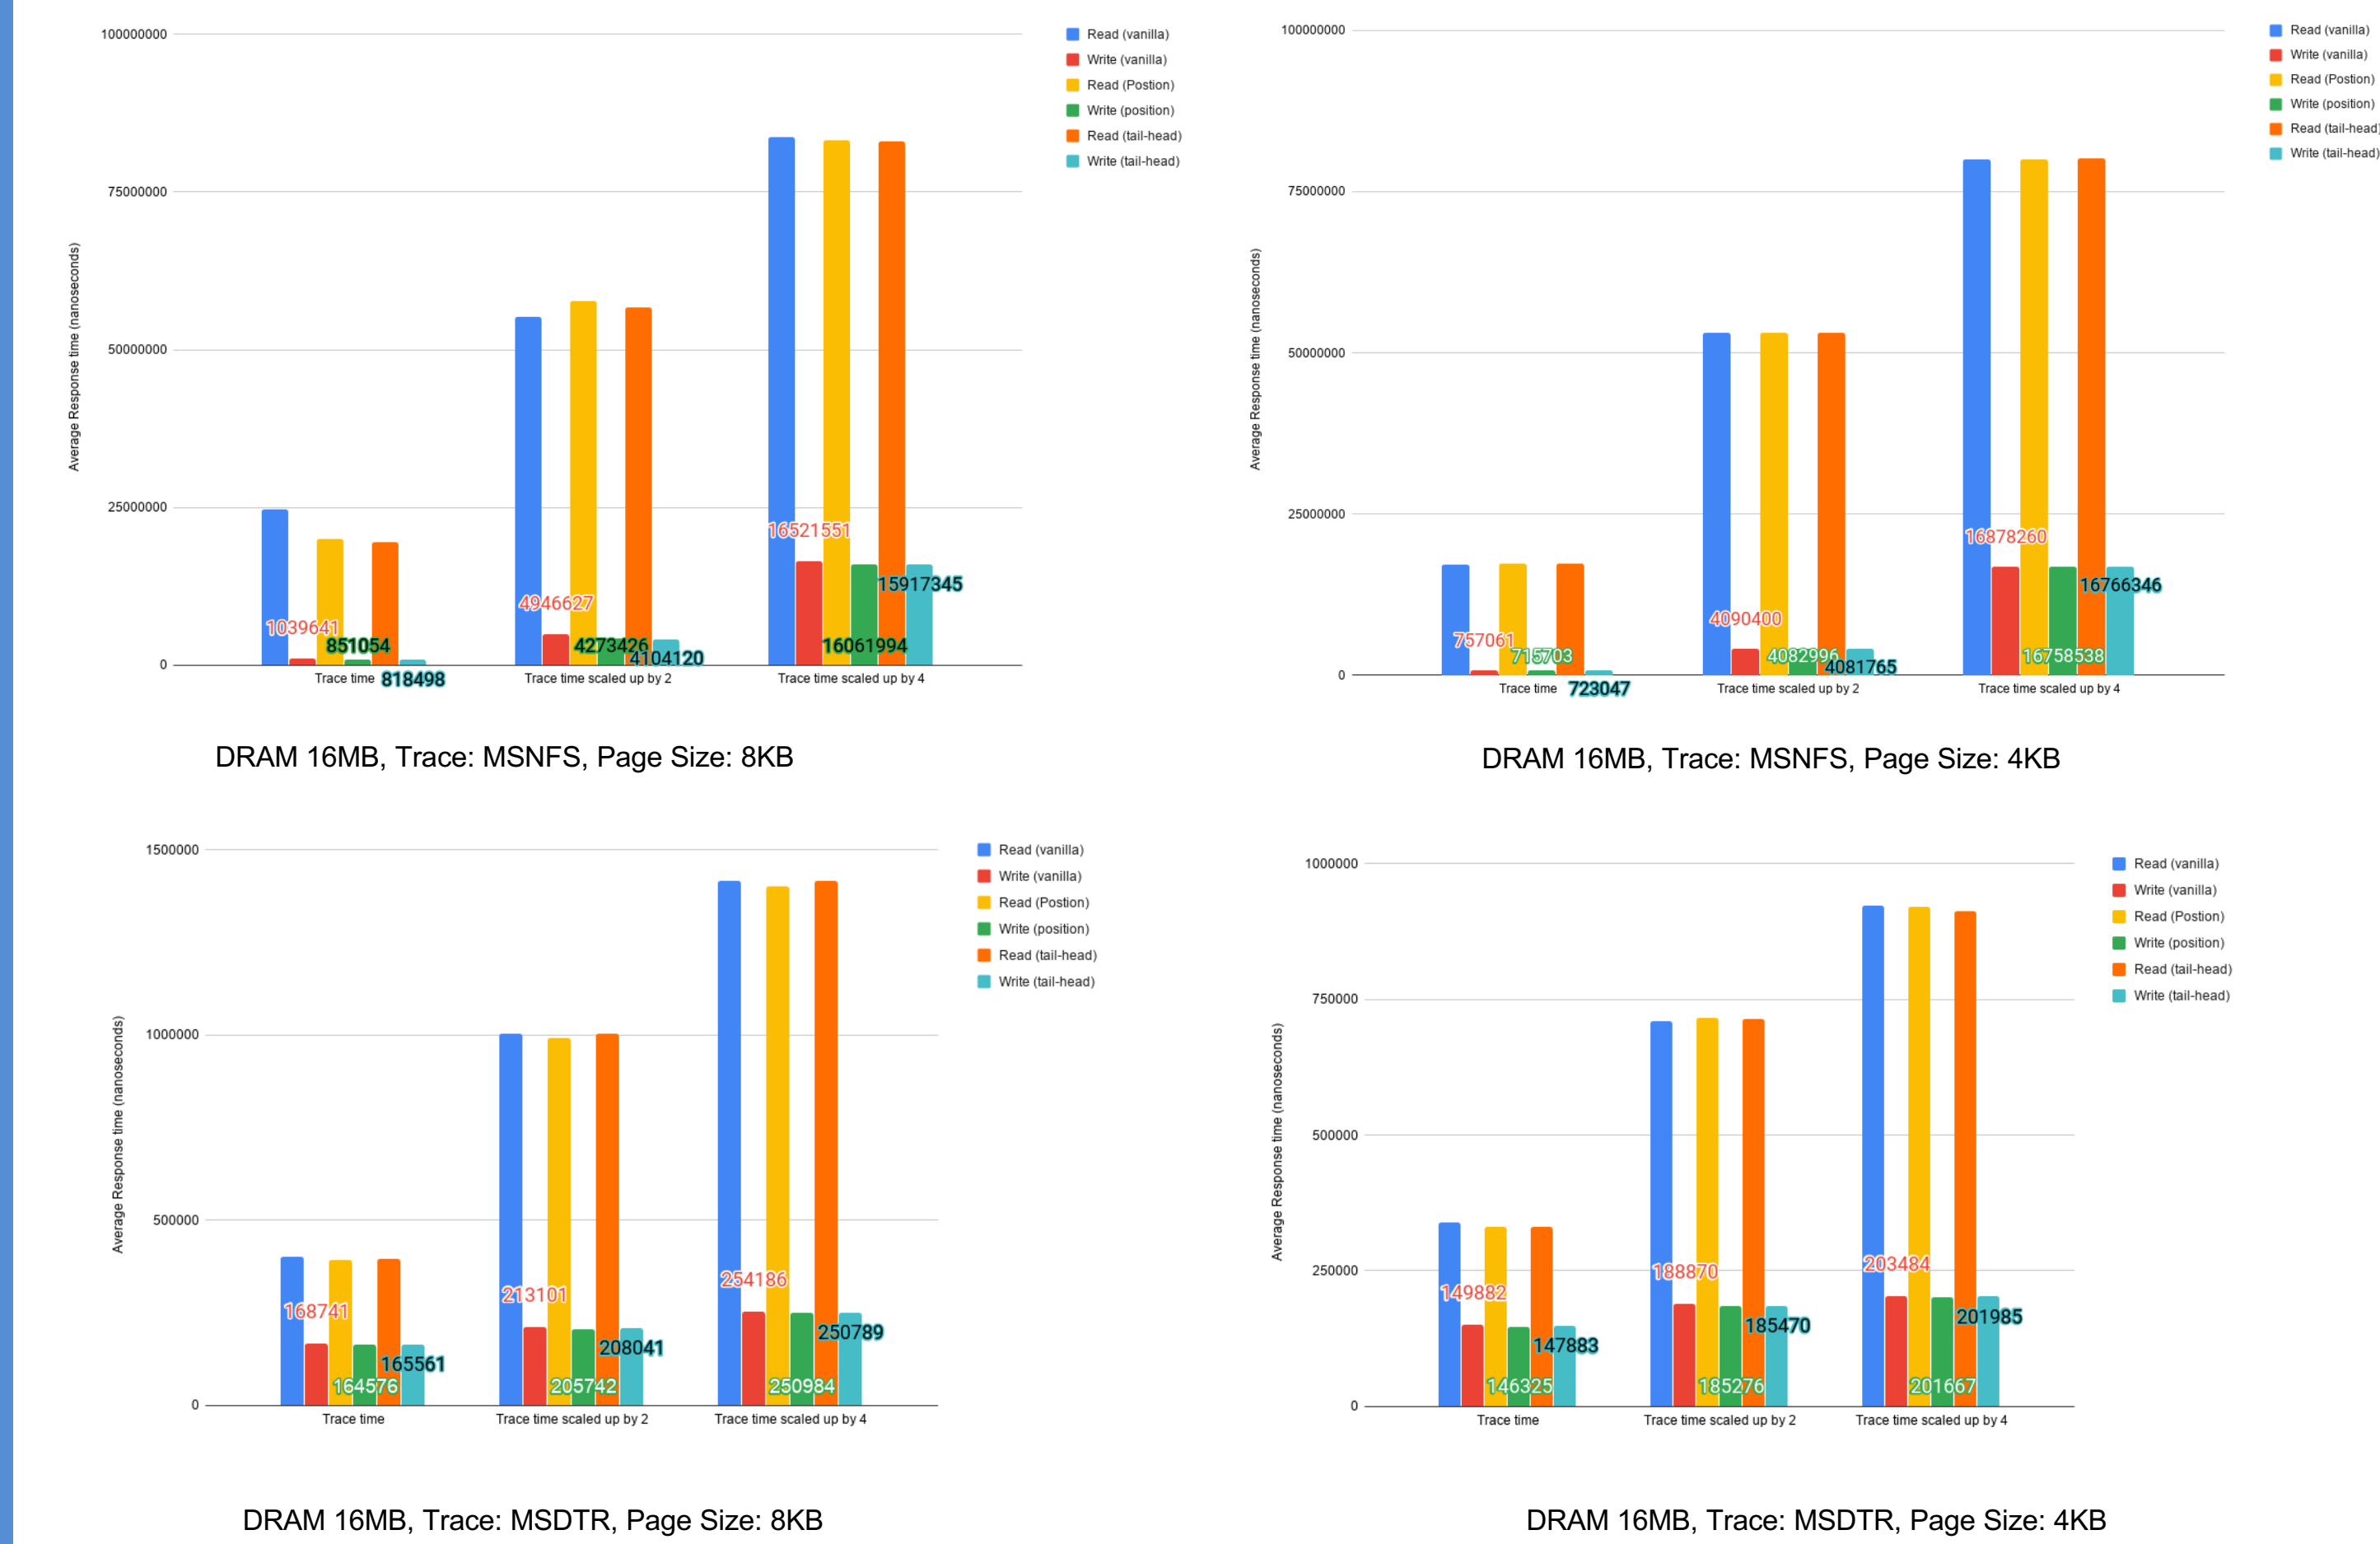 100000000
75000000
50000000
25000000
0
Average Response time (nanoseconds)
1039641
851054
818498
4946627
4273426
4104120
16521551
16061994
15917345
Trace time
Trace time scaled up by 2
Trace time scaled up by 4
Read (vanilla)
Write (vanilla)
Read (Postion)
Write (position)
Read (tail-head)
Write (tail-head)
DRAM 16MB, Trace: MSNFS, Page Size: 8KB
100000000
75000000
50000000
25000000
0
Average Response time (nanoseconds)
757061
715703
723047
4090400
4082996
4081765
16878260
16758538
16766346
Trace time
Trace time scaled up by 2
Trace time scaled up by 4
Read (vanilla)
Write (vanilla)
Read (Postion)
Write (position)
Read (tail-head)
Write (tail-head)
DRAM 16MB, Trace: MSNFS, Page Size: 4KB
1500000
1000000
500000
0
Average Response time (nanoseconds)
168741
164576
165561
213101
205742
208041
254186
250984
250789
Trace time
Trace time scaled up by 2
Trace time scaled up by 4
Read (vanilla)
Write (vanilla)
Read (Postion)
Write (position)
Read (tail-head)
Write (tail-head)
DRAM 16MB, Trace: MSDTR, Page Size: 8KB
1000000
750000
500000
250000
0
Average Response time (nanoseconds)
149882
146325
147883
188870
185276
185470
203484
201667
201985
Trace time
Trace time scaled up by 2
Trace time scaled up by 4
Read (vanilla)
Write (vanilla)
Read (Postion)
Write (position)
Read (tail-head)
Write (tail-head)
DRAM 16MB, Trace: MSDTR, Page Size: 4KB